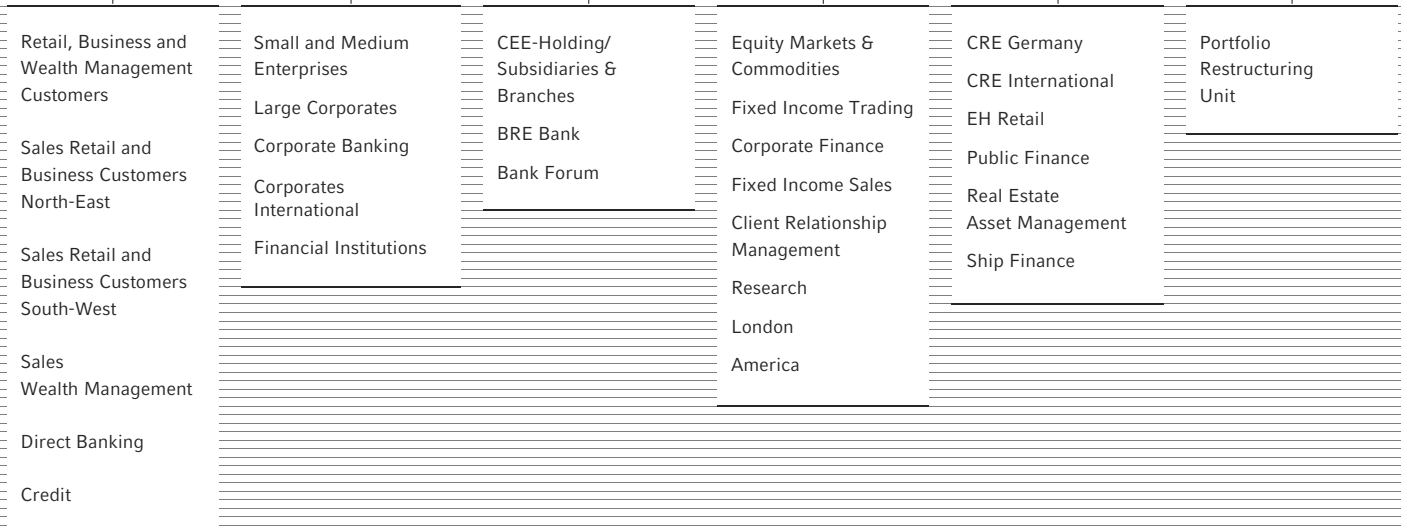 Retail, Business and
Wealth Management
Customers
Sales Retail and
Business Customers
North-East
Sales Retail and
Business Customers
South-West
Sales
Wealth Management
Direct Banking
Credit
Small and Medium
Enterprises
Large Corporates
Corporate Banking
Corporates
International
Financial Institutions
CEE-Holding/
Subsidiaries &
Branches
BRE Bank
Bank Forum
Equity Markets &
Commodities
Fixed Income Trading
Corporate Finance
Fixed Income Sales
Client Relationship
Management
Research
London
America
CRE Germany
CRE International
EH Retail
Public Finance
Real Estate
Asset Management
Ship Finance
Portfolio
Restructuring
Unit